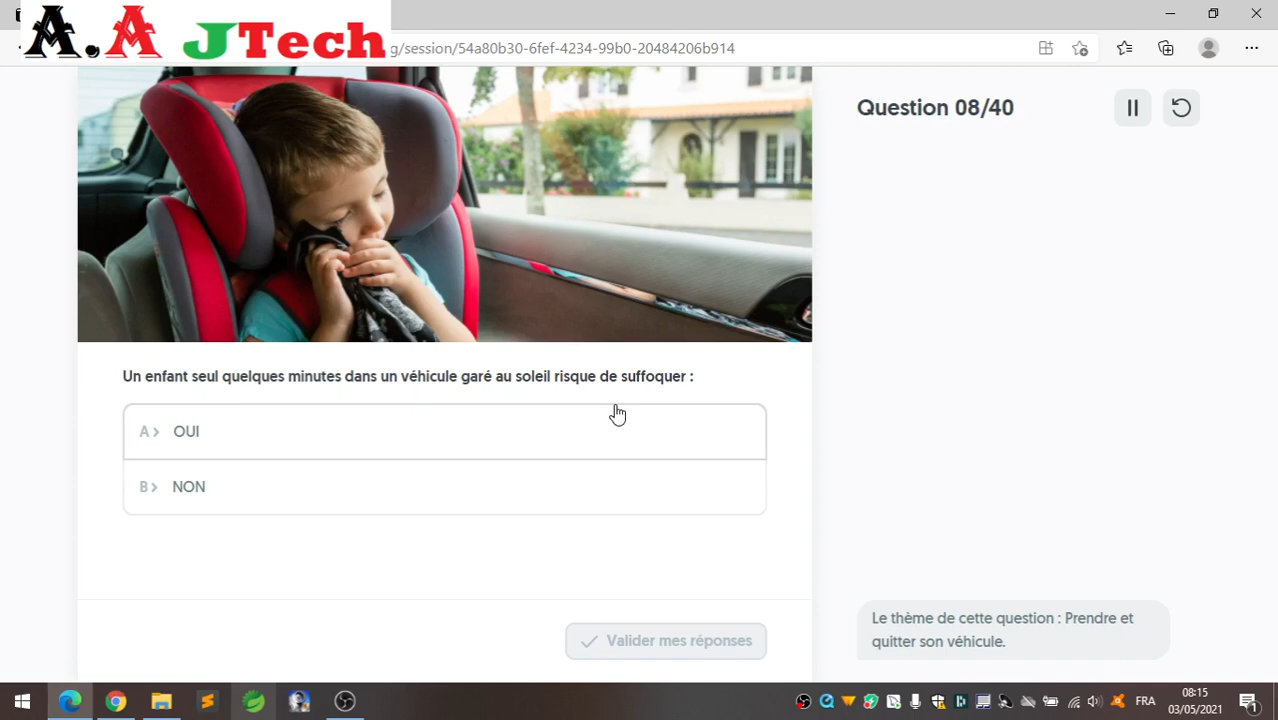 A.A JTech
g/session/54a80b30-6fef-4234-99b0-20484206b914
Question 08/40
Un enfant seul quelques minutes dans un véhicule garé au soleil risque de suffoquer :
A > OUI
B > NON
Valider mes réponses
Le thème de cette question : Prendre et
quitter son véhicule.
FRA
08:15
03/05/2021
1